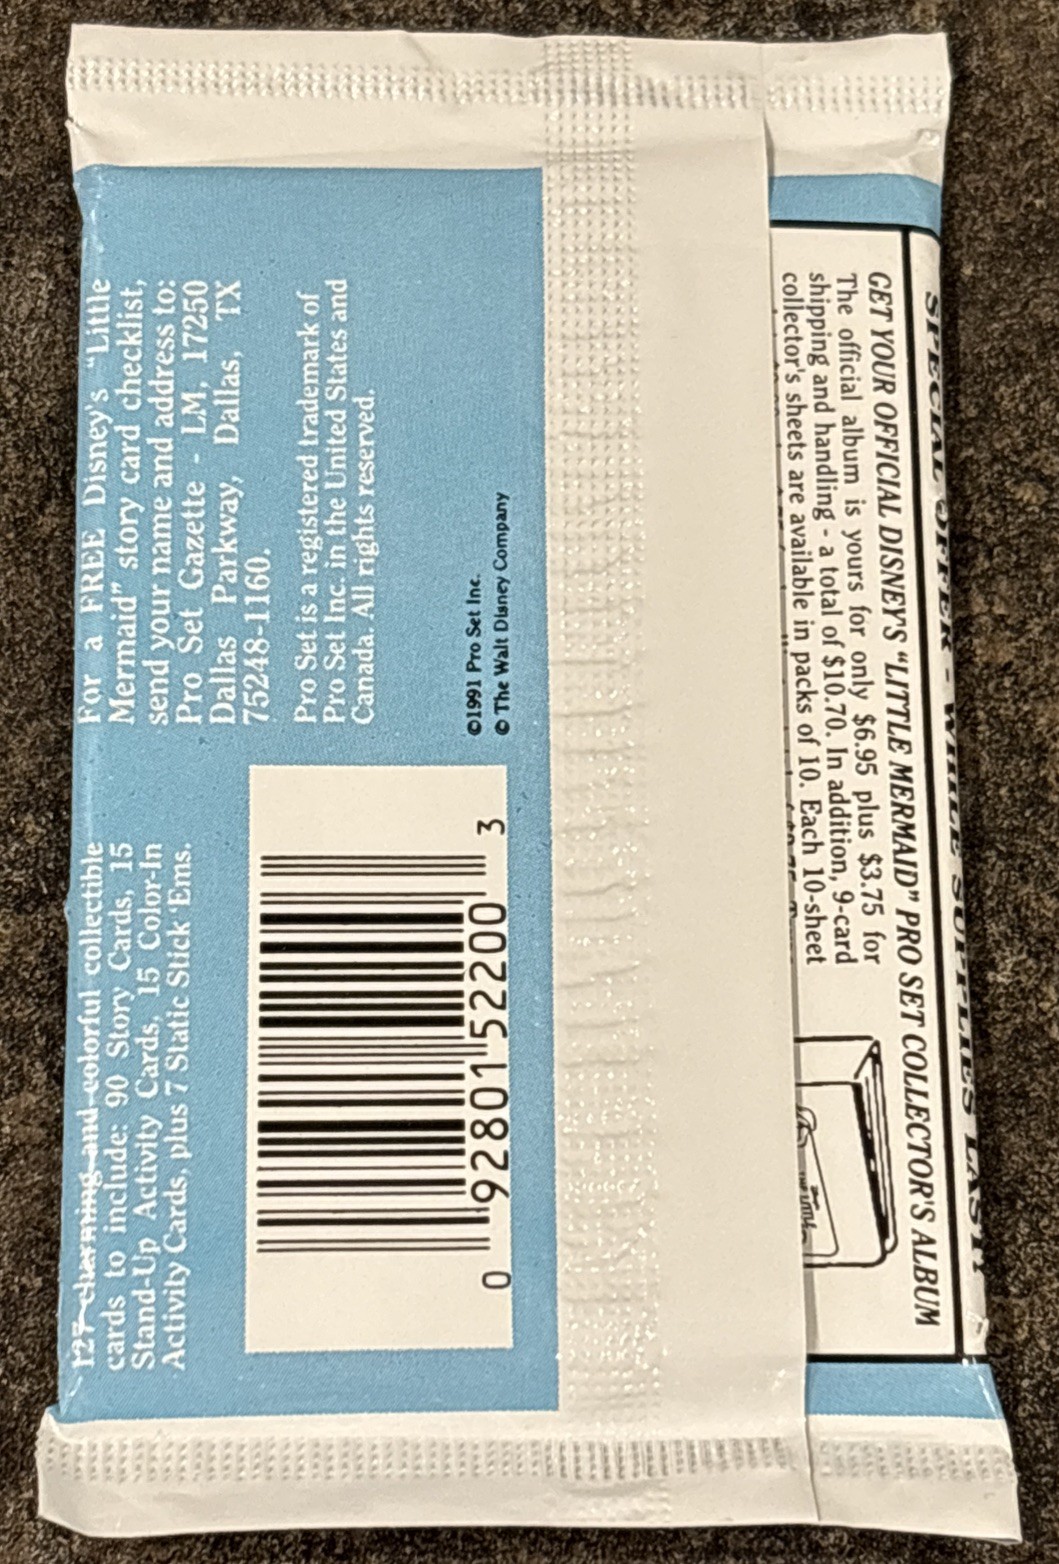 127 charming and colorful collectible
cards to include: 90 Story Cards, 15
Stand-Up Activity Cards, 15 Color-In
Activity Cards, plus 7 Static Stick 'Ems.
For a FREE Disney's "Little
Mermaid" story card checklist,
send your name and address to:
Pro Set Gazette - LM, 17250
Dallas Parkway, Dallas, TX
75248-1160.
Pro Set is a registered trademark of
Pro Set Inc. in the United States and
Canada. All rights reserved.
©1991 Pro Set Inc.
© The Walt Disney Company
0 92801 52200 3
SPECIAL OFFER - WHILE SUPPLIES LAST!
GET YOUR OFFICIAL DISNEY'S "LITTLE MERMAID" PRO SET COLLECTOR'S ALBUM
The official album is yours for only $6.95 plus $3.75 for
shipping and handling - a total of $10.70. In addition, 9-card
collector's sheets are available in packs of 10. Each 10-sheet